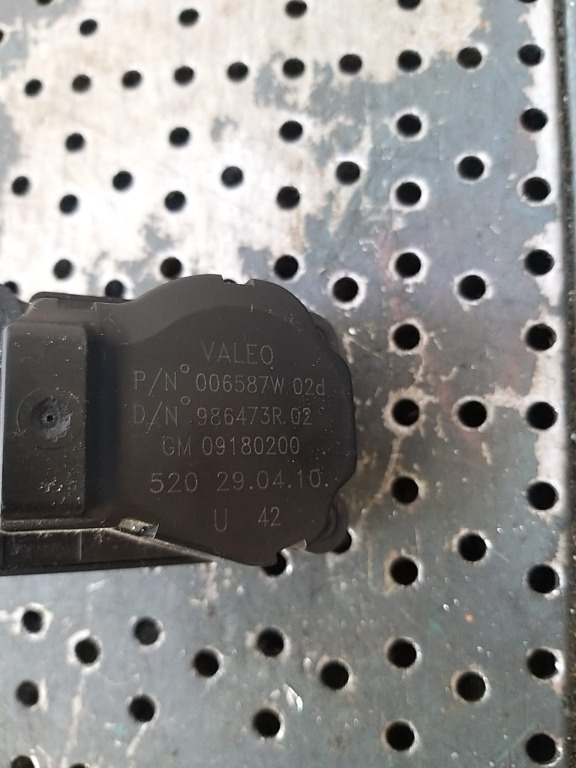 VALEO
P/N° 006587W 02d
D/N° 986473R.02
GM 09180200
520 29.04.10.
U 42